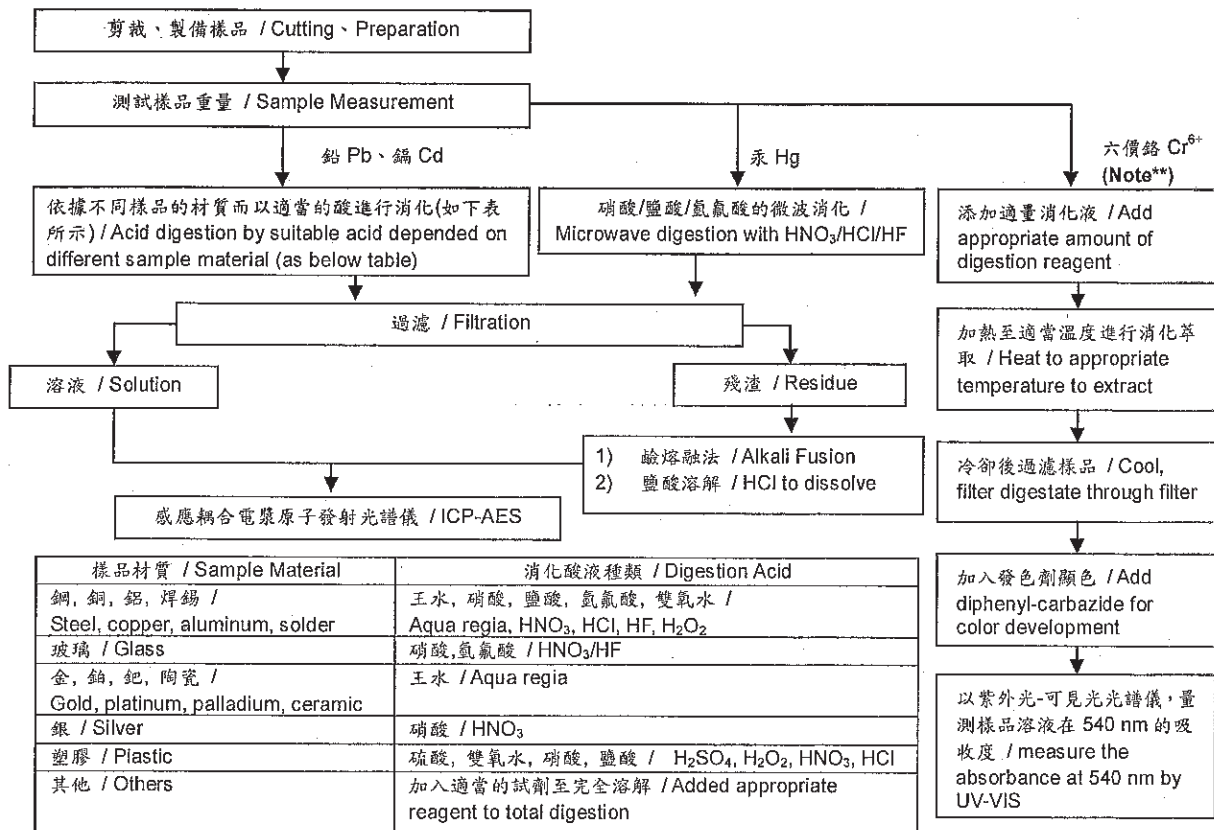 剪裁、製備樣品 / Cutting、Preparation
測試樣品重量 / Sample Measurement
鉛 Pb、鎘 Cd
汞 Hg
六價鉻 Cr⁶⁺
(Note**)
依據不同樣品的材質而以適當的酸進行消化(如下表
所示) / Acid digestion by suitable acid depended on
different sample material (as below table)
硝酸/鹽酸/氫氟酸的微波消化 /
Microwave digestion with HNO₃/HCl/HF
添加適量消化液 / Add
appropriate amount of
digestion reagent
過濾 / Filtration
加熱至適當溫度進行消化萃
取 / Heat to appropriate
temperature to extract
溶液 / Solution
殘渣 / Residue
1) 鹼熔融法 / Alkali Fusion
2) 鹽酸溶解 / HCl to dissolve
冷卻後過濾樣品 / Cool,
filter digestate through filter
感應耦合電漿原子發射光譜儀 / ICP-AES
加入發色劑顯色 / Add
diphenyl-carbazide for
color development
以紫外光-可見光光譜儀，量
測樣品溶液在 540 nm 的吸
收度 / measure the
absorbance at 540 nm by
UV-VIS
樣品材質 / Sample Material 消化酸液種類 / Digestion Acid
鋼, 銅, 鋁, 焊錫 / 王水, 硝酸, 鹽酸, 氫氟酸, 雙氧水 /
Steel, copper, aluminum, solder Aqua regia, HNO₃, HCl, HF, H₂O₂
玻璃 / Glass 硝酸,氫氟酸 / HNO₃/HF
金, 鉑, 鈀, 陶瓷 / 王水 / Aqua regia
Gold, platinum, palladium, ceramic
銀 / Silver 硝酸 / HNO₃
塑膠 / Plastic 硫酸, 雙氧水, 硝酸, 鹽酸 / H₂SO₄, H₂O₂, HNO₃, HCl
其他 / Others 加入適當的試劑至完全溶解 / Added appropriate
reagent to total digestion